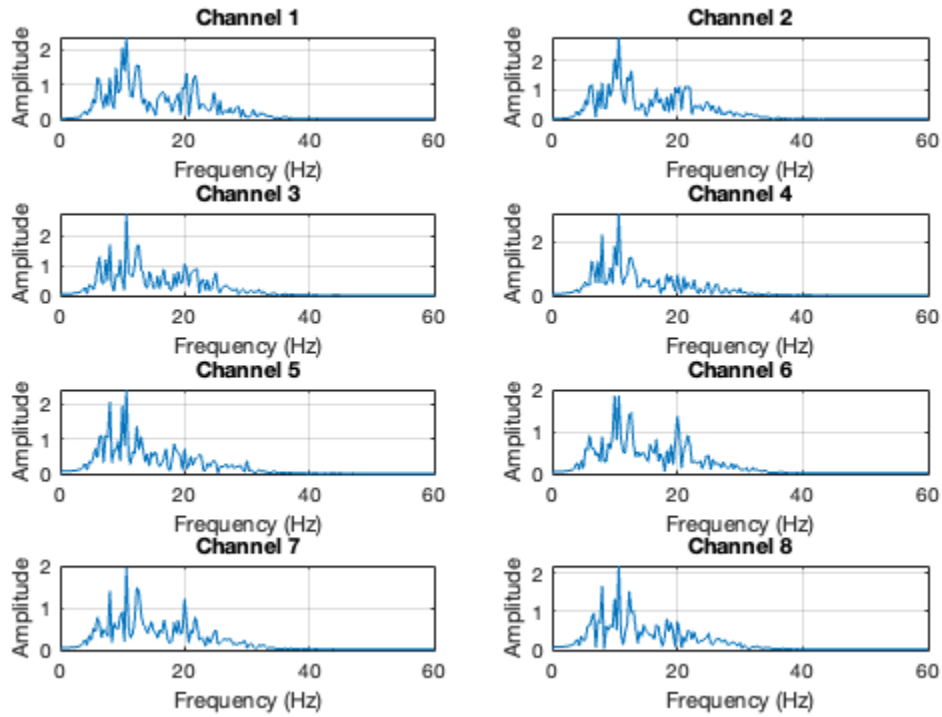 Channel 1
Amplitude
2
1
0
0 20 40 60
Frequency (Hz)
Channel 2
Amplitude
2
1
0
0 20 40 60
Frequency (Hz)
Channel 3
Amplitude
2
1
0
0 20 40 60
Frequency (Hz)
Channel 4
Amplitude
2
0
0 20 40 60
Frequency (Hz)
Channel 5
Amplitude
2
1
0
0 20 40 60
Frequency (Hz)
Channel 6
Amplitude
2
1
0
0 20 40 60
Frequency (Hz)
Channel 7
Amplitude
2
1
0
0 20 40 60
Frequency (Hz)
Channel 8
Amplitude
2
1
0
0 20 40 60
Frequency (Hz)